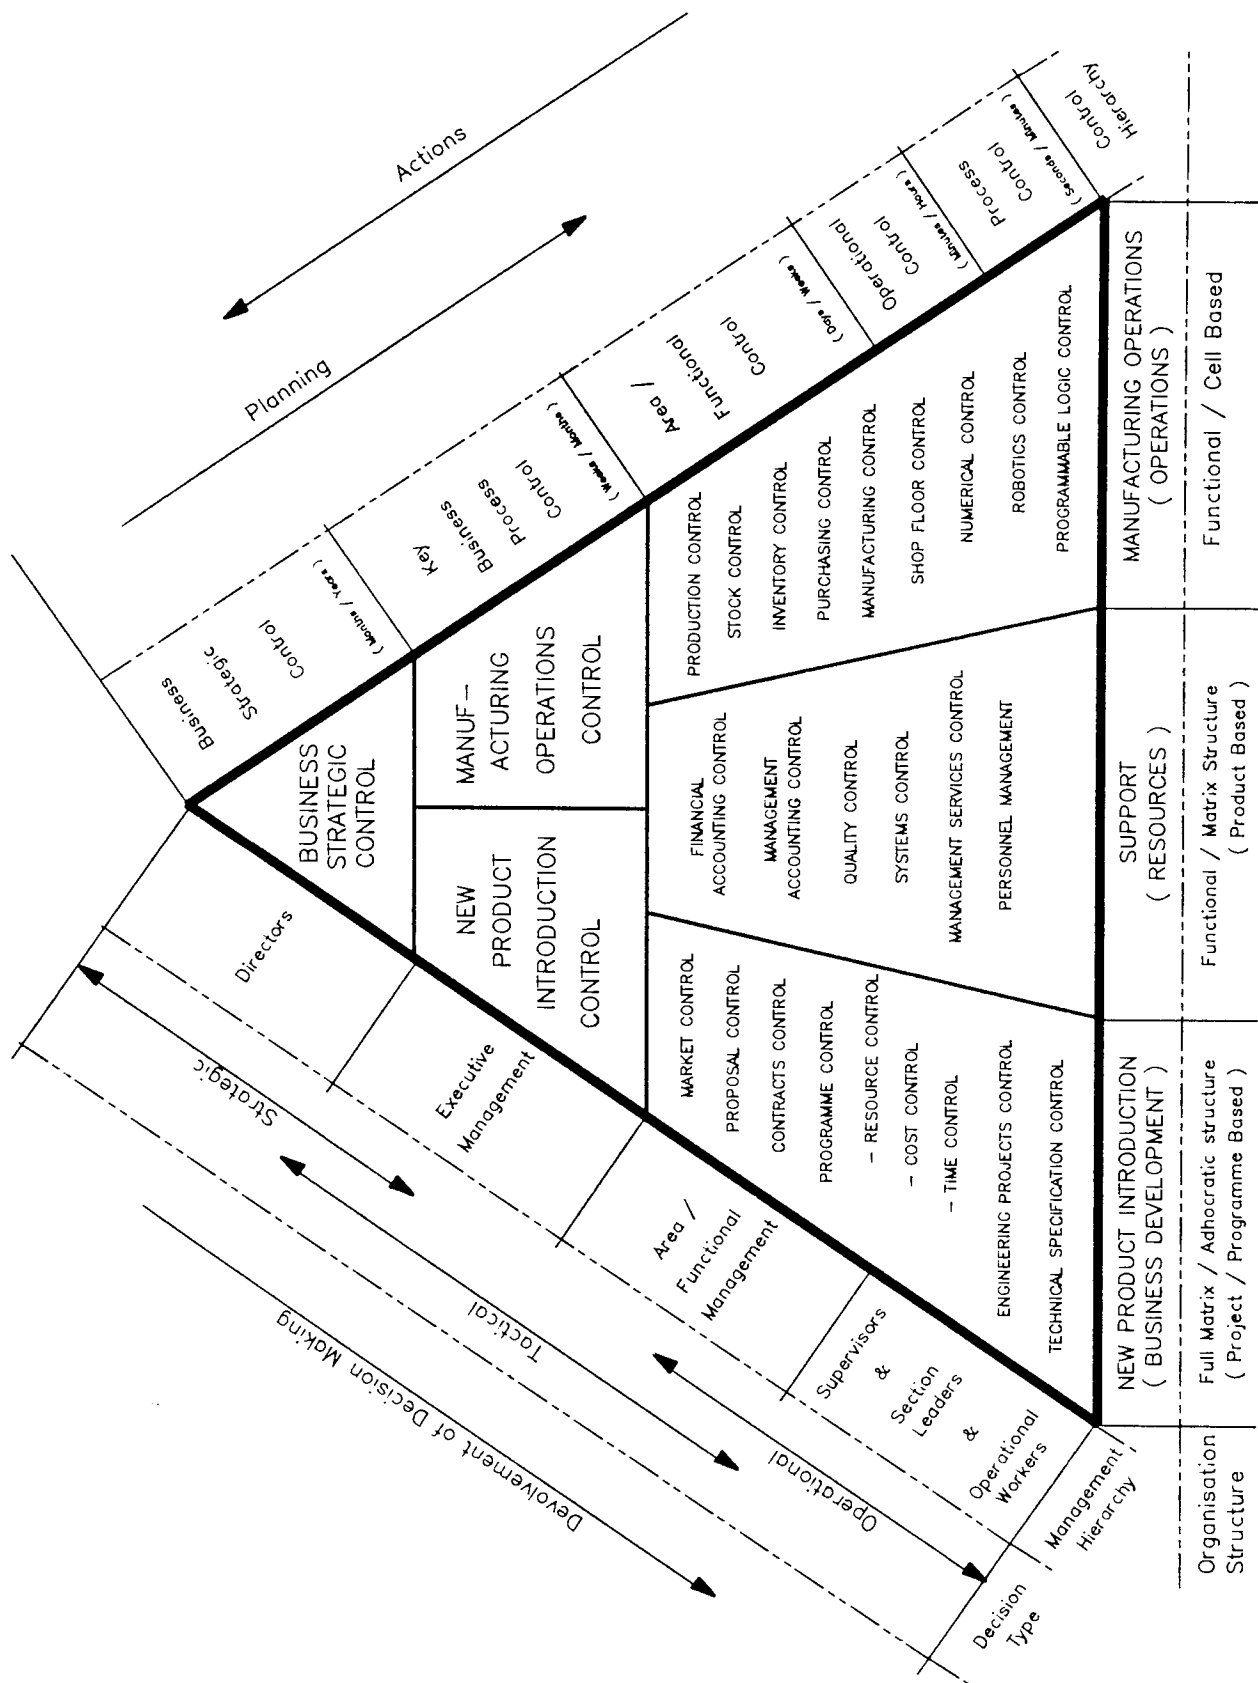 Devolvement of Decision Making
Strategic
Tactical
Operational
Decision
Type
Directors
Executive
Management
Area /
Functional
Management
Supervisors
&
Section
Leaders
&
Operational
Workers
Management
Hierarchy
BUSINESS
STRATEGIC
CONTROL
NEW
PRODUCT
INTRODUCTION
CONTROL
MANUF-
ACTURING
OPERATIONS
CONTROL
MARKET CONTROL
PROPOSAL CONTROL
CONTRACTS CONTROL
PROGRAMME CONTROL
- RESOURCE CONTROL
- COST CONTROL
- TIME CONTROL
ENGINEERING PROJECTS CONTROL
TECHNICAL SPECIFICATION CONTROL
FINANCIAL
ACCOUNTING CONTROL
MANAGEMENT
ACCOUNTING CONTROL
QUALITY CONTROL
SYSTEMS CONTROL
MANAGEMENT SERVICES CONTROL
PERSONNEL MANAGEMENT
PRODUCTION CONTROL
STOCK CONTROL
INVENTORY CONTROL
PURCHASING CONTROL
MANUFACTURING CONTROL
SHOP FLOOR CONTROL
NUMERICAL CONTROL
ROBOTICS CONTROL
PROGRAMMABLE LOGIC CONTROL
Planning
Actions
Business
Strategic
Control
( Months / Years )
Key
Business
Process
Control
( Weeks / Months )
Area /
Functional
Control
( Days / Weeks )
Operational
Control
( Minutes / Hours )
Process
Control
( Seconds / Minutes )
Control
Hierarchy
NEW PRODUCT INTRODUCTION
( BUSINESS DEVELOPMENT )
SUPPORT
( RESOURCES )
MANUFACTURING OPERATIONS
( OPERATIONS )
Organisation
Structure
Full Matrix / Adhocratic structure
( Project / Programme Based )
Functional / Matrix Structure
( Product Based )
Functional / Cell Based